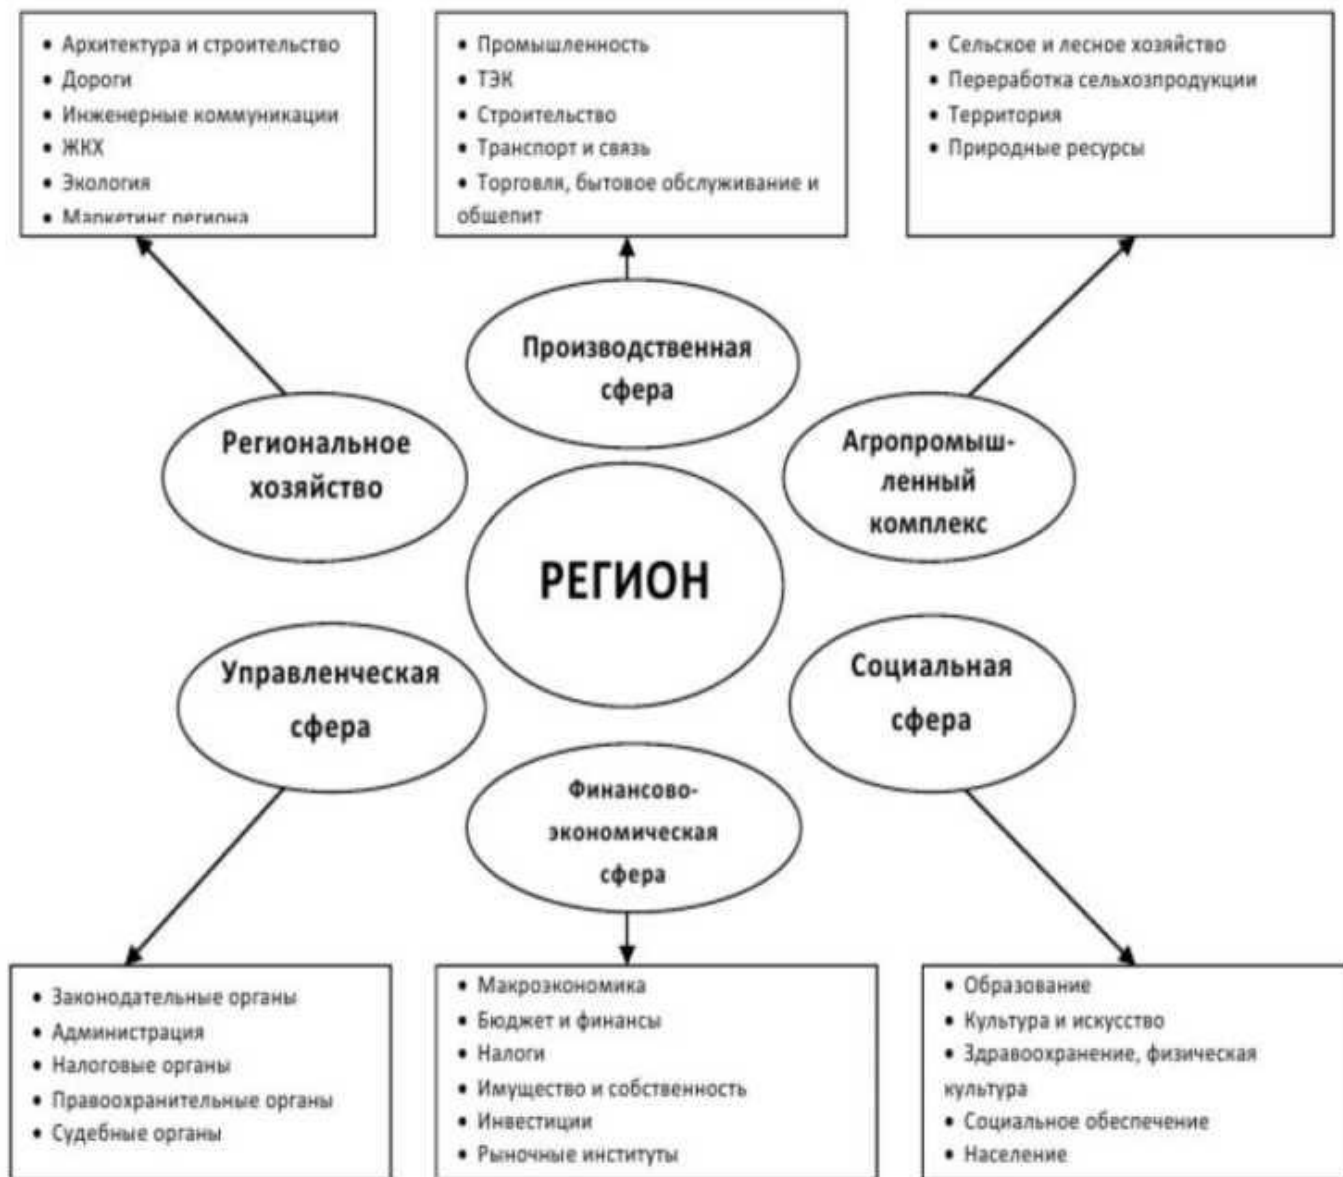 • Архитектура и строительство
• Дороги
• Инженерные коммуникации
• ЖКХ
• Экология
• Маркетинг региона
• Промышленность
• ТЭК
• Строительство
• Транспорт и связь
• Торговля, бытовое обслуживание и
общепит
• Сельское и лесное хозяйство
• Переработка сельхозпродукции
• Территория
• Природные ресурсы
Производственная
сфера
Региональное
хозяйство
Агропромыш-
ленный
комплекс
РЕГИОН
Управленческая
сфера
Социальная
сфера
Финансово-
экономическая
сфера
• Законодательные органы
• Администрация
• Налоговые органы
• Правоохранительные органы
• Судебные органы
• Макроэкономика
• Бюджет и финансы
• Налоги
• Имущество и собственность
• Инвестиции
• Рыночные институты
• Образование
• Культура и искусство
• Здравоохранение, физическая
культура
• Социальное обеспечение
• Население